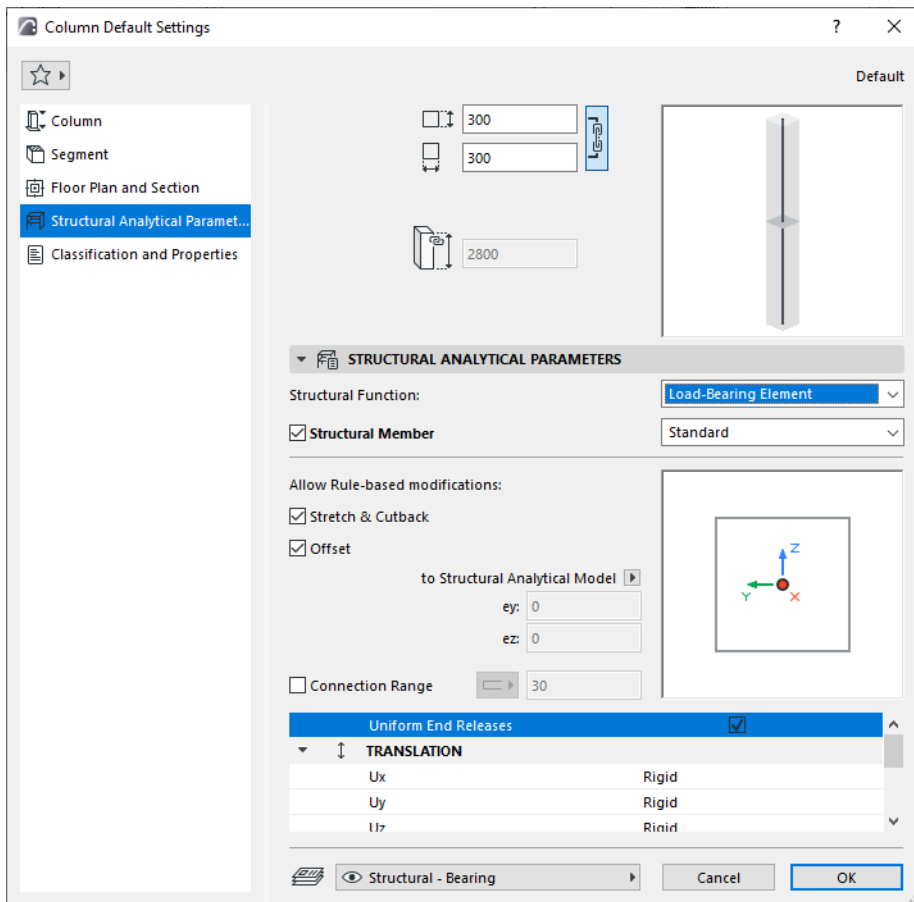 Column Default Settings
?
Default
Column
Segment
Floor Plan and Section
Structural Analytical Paramet...
Classification and Properties
300
300
2800
STRUCTURAL ANALYTICAL PARAMETERS
Structural Function:
Load-Bearing Element
Structural Member
Standard
Allow Rule-based modifications:
Stretch & Cutback
Offset
to Structural Analytical Model
ey: 0
ez: 0
Z
Y
X
Connection Range
30
Uniform End Releases
TRANSLATION
Ux Rigid
Uy Rigid
Uz Rigid
Structural - Bearing
Cancel
OK